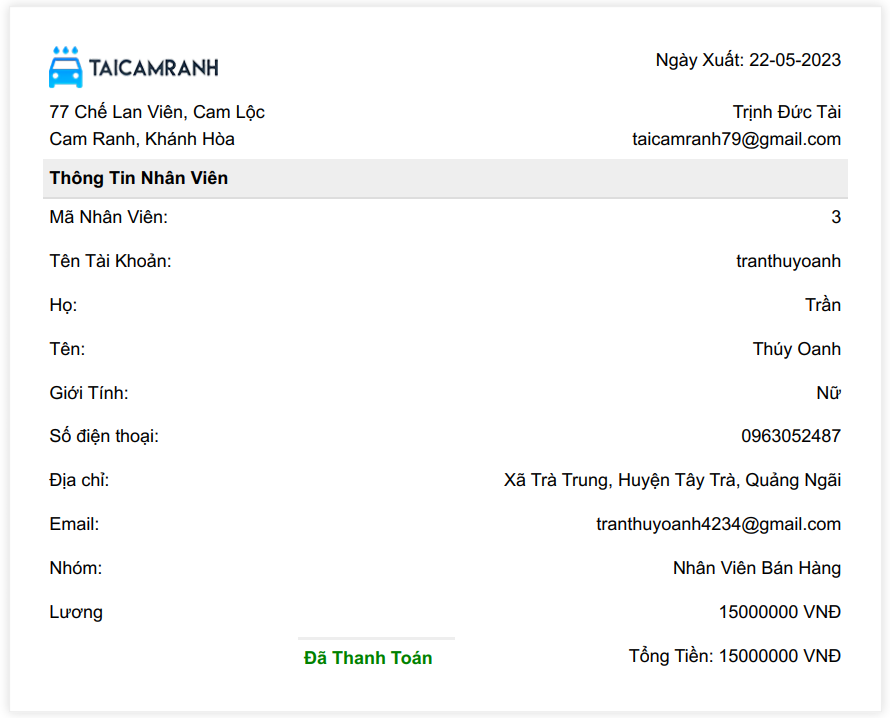 TAICAMRANH
Ngày Xuất: 22-05-2023
77 Chế Lan Viên, Cam Lộc
Cam Ranh, Khánh Hòa
Trịnh Đức Tài
taicamranh79@gmail.com
Thông Tin Nhân Viên
Mã Nhân Viên: 3
Tên Tài Khoản: tranthuyoanh
Họ: Trần
Tên: Thúy Oanh
Giới Tính: Nữ
Số điện thoại: 0963052487
Địa chỉ: Xã Trà Trung, Huyện Tây Trà, Quảng Ngãi
Email: tranthuyoanh4234@gmail.com
Nhóm: Nhân Viên Bán Hàng
Lương 15000000 VNĐ
Đã Thanh Toán Tổng Tiền: 15000000 VNĐ